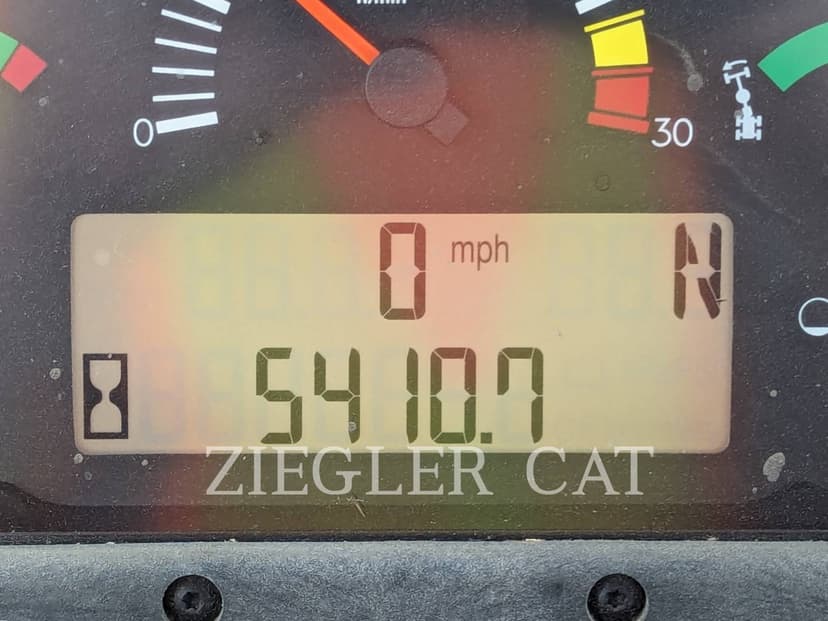 0 30
0 mph N
5410.7
ZIEGLER CAT